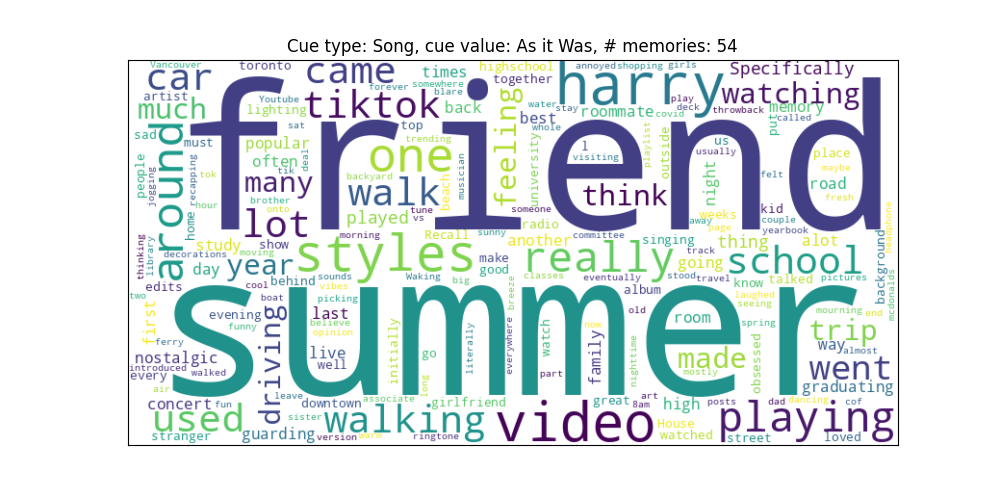 Cue type: Song, cue value: As it Was, # memories: 54
Vancouver toronto came times highschool annoyed shopping girls Specifically
car forever somewhere together harry watching
artist Youtube tiktok blare back feeling water stay play deck throwback memory
much lighting roommate covid put called
sad sat top best whole
around friend
people must popular deal trending one l visiting outside us place
jogging recapping often tik backyard musician university playlist night usually felt maybe
tok many walk beach think road
brother fresh
hour onto played tune vs someone radio weeks away page kid couple yearbook
home lot morning Recall sunny committee singing thing alot headphone
thinking library study show styles another track background
decorations moving make really going school
day year behind sounds Waking good classes eventually stood travel know talked pictures
edits cool vibes big breeze album laughed seeing mcdonalds
two boat picking summer old mourning end
first evening last believe room spring trip
funny opinion initially literally everywhere watch now
ferry driving live go part family nighttime obsessed way almost
nostalgic well made went
introduced walked long mostly
every air leave associate girlfriend great art 8am posts dad dancing graduating
concert fun downtown high cof
used sister walking video House playing
stranger guarding version warm ringtone watched street loved